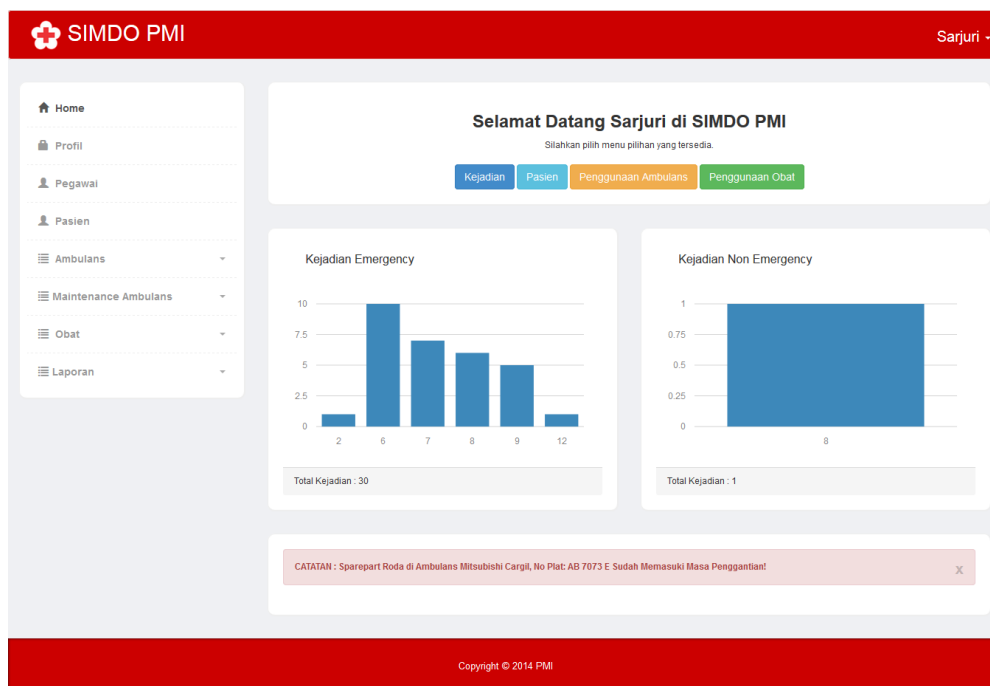 SIMDO PMI
Sarjuri
Home
Profil
Pegawai
Pasien
Ambulans
Maintenance Ambulans
Obat
Laporan
Selamat Datang Sarjuri di SIMDO PMI
Silahkan pilih menu pilihan yang tersedia.
Kejadian Pasien Penggunaan Ambulans Penggunaan Obat
Kejadian Emergency
10
7.5
5
2.5
0
2 6 7 8 9 12
Total Kejadian : 30
Kejadian Non Emergency
1
0.75
0.5
0.25
0
8
Total Kejadian : 1
CATATAN : Sparepart Roda di Ambulans Mitsubishi Cargil, No Plat: AB 7073 E Sudah Memasuki Masa Penggantian! x
Copyright © 2014 PMI